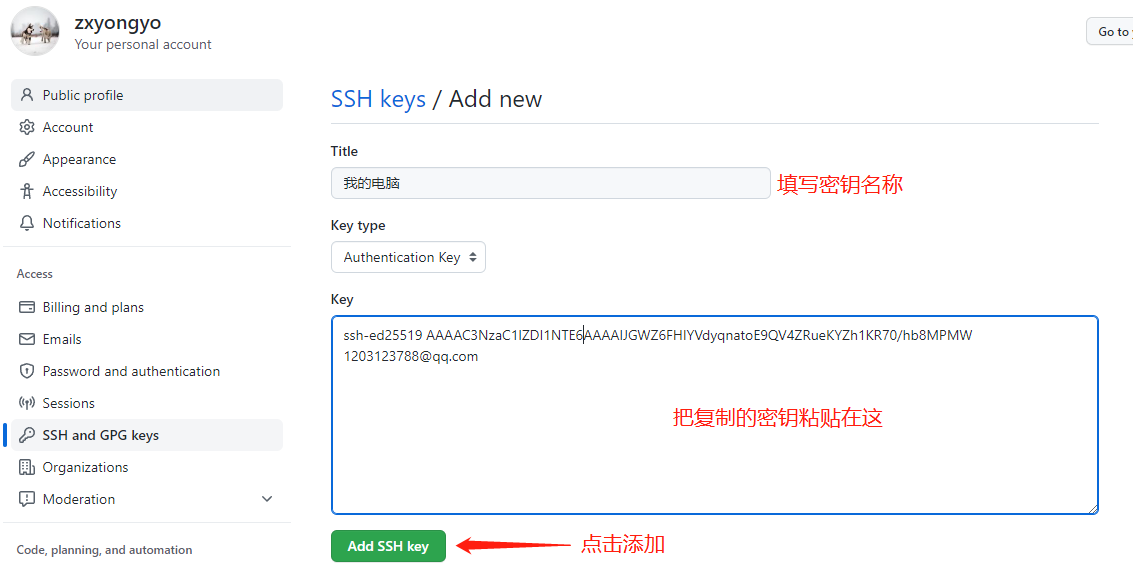 zxyongyo
Your personal account
Go to
Public profile
Account
Appearance
Accessibility
Notifications
Access
Billing and plans
Emails
Password and authentication
Sessions
SSH and GPG keys
Organizations
Moderation
Code, planning, and automation
SSH keys / Add new
Title
我的电脑 填写密钥名称
Key type
Authentication Key
Key
ssh-ed25519 AAAAC3NzaC1lZDI1NTE6AAAAIJGWZ6FHIYVdyqnatoE9QV4ZRueKYZh1KR70/hb8MPMW
1203123788@qq.com
把复制的密钥粘贴在这
Add SSH key 点击添加